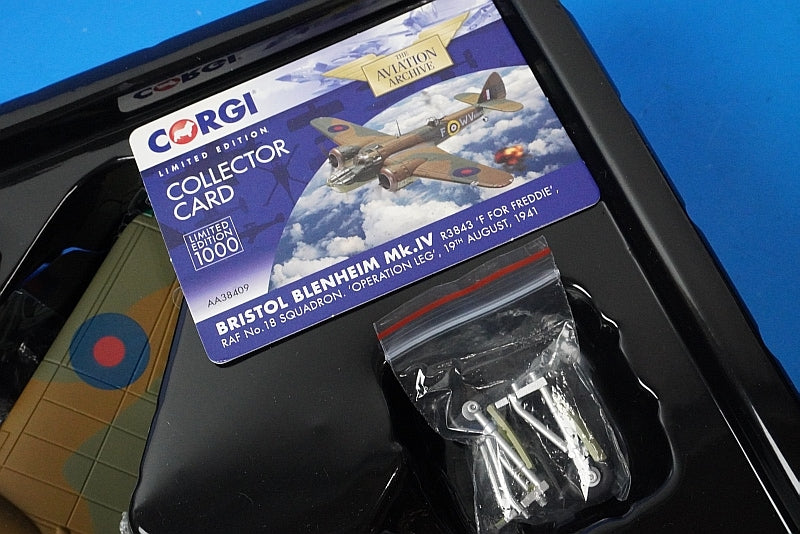 CORGI
THE
AVIATION
ARCHIVE
CORGI
LIMITED EDITION
COLLECTOR
CARD
LIMITED
EDITION
1000
F WV
AA38409
BRISTOL BLENHEIM Mk.IV R3843 'F FOR FREDDIE',
RAF No.18 SQUADRON, 'OPERATION LEG', 19TH AUGUST, 1941